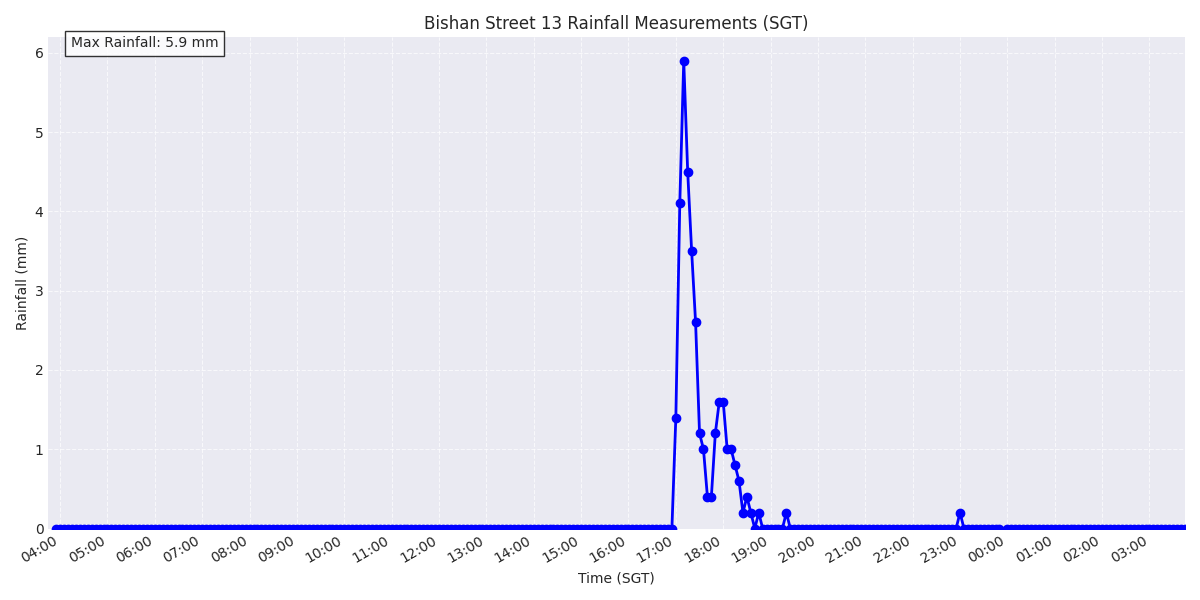 Bishan Street 13 Rainfall Measurements (SGT)
Max Rainfall: 5.9 mm
Rainfall (mm)
6
5
4
3
2
1
0
04:00 05:00 06:00 07:00 08:00 09:00 10:00 11:00 12:00 13:00 14:00 15:00 16:00 17:00 18:00 19:00 20:00 21:00 22:00 23:00 00:00 01:00 02:00 03:00
Time (SGT)